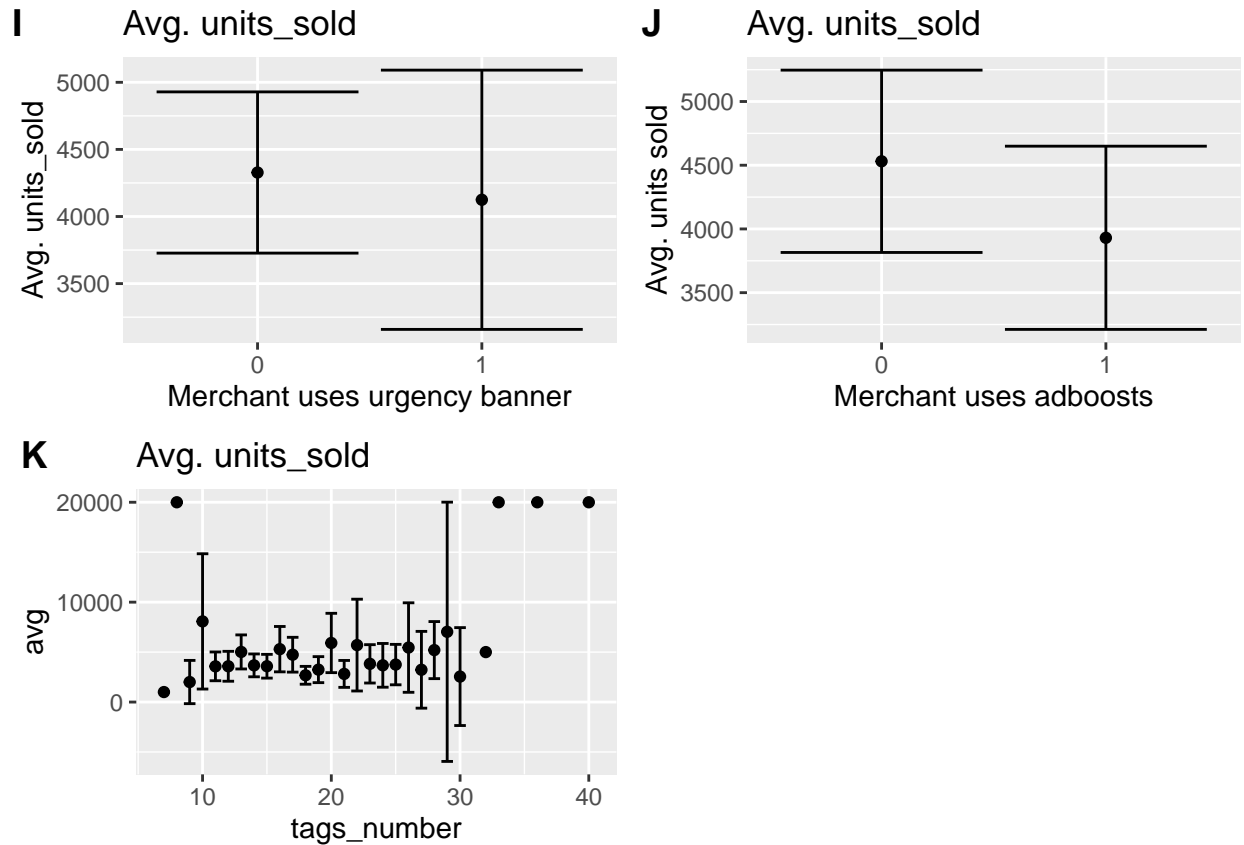 I
Avg. units_sold
Avg. units_sold
5000
4500
4000
3500
0
1
Merchant uses urgency banner
J
Avg. units_sold
Avg. units sold
5000
4500
4000
3500
0
1
Merchant uses adboosts
K
Avg. units_sold
avg
20000
10000
0
10
20
30
40
tags_number